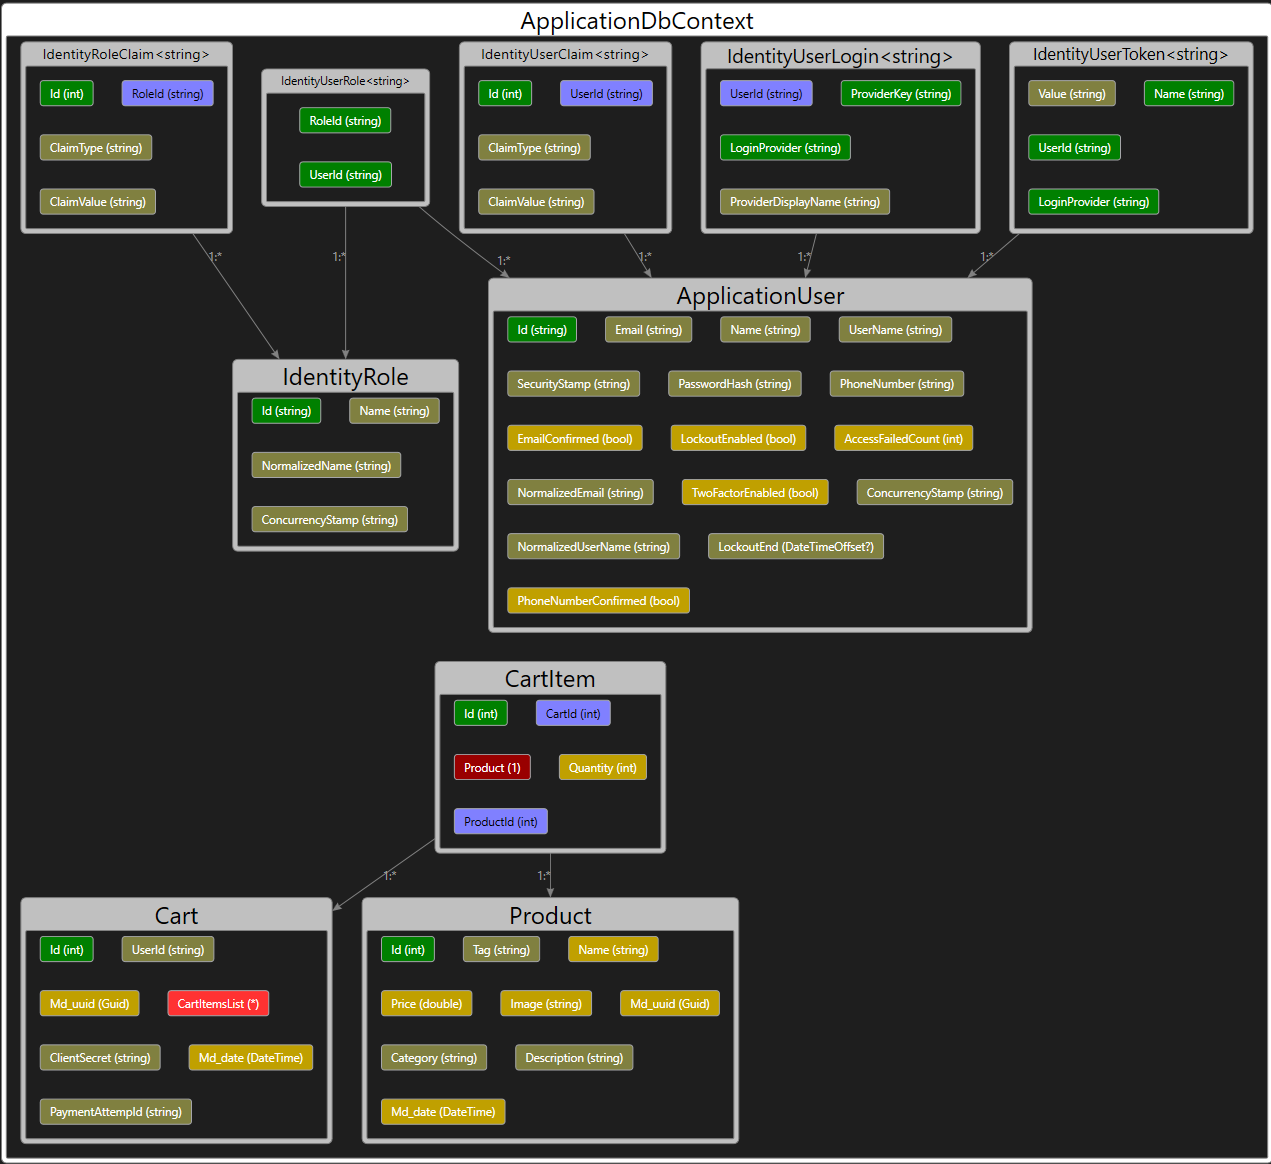 ApplicationDbContext
IdentityRoleClaim<string>
Id (int) RoleId (string)
ClaimType (string)
ClaimValue (string)
IdentityUserRole<string>
RoleId (string)
UserId (string)
IdentityUserClaim<string>
Id (int) UserId (string)
ClaimType (string)
ClaimValue (string)
IdentityUserLogin<string>
UserId (string) ProviderKey (string)
LoginProvider (string)
ProviderDisplayName (string)
IdentityUserToken<string>
Value (string) Name (string)
UserId (string)
LoginProvider (string)
1:* 1:* 1:* 1:* 1:* 1:*
ApplicationUser
Id (string) Email (string) Name (string) UserName (string)
SecurityStamp (string) PasswordHash (string) PhoneNumber (string)
EmailConfirmed (bool) LockoutEnabled (bool) AccessFailedCount (int)
NormalizedEmail (string) TwoFactorEnabled (bool) ConcurrencyStamp (string)
NormalizedUserName (string) LockoutEnd (DateTimeOffset?)
PhoneNumberConfirmed (bool)
IdentityRole
Id (string) Name (string)
NormalizedName (string)
ConcurrencyStamp (string)
CartItem
Id (int) CartId (int)
Product (1) Quantity (int)
ProductId (int)
1:* 1:*
Cart
Id (int) UserId (string)
Md_uuid (Guid) CartItemsList (*)
ClientSecret (string) Md_date (DateTime)
PaymentAttempId (string)
Product
Id (int) Tag (string) Name (string)
Price (double) Image (string) Md_uuid (Guid)
Category (string) Description (string)
Md_date (DateTime)